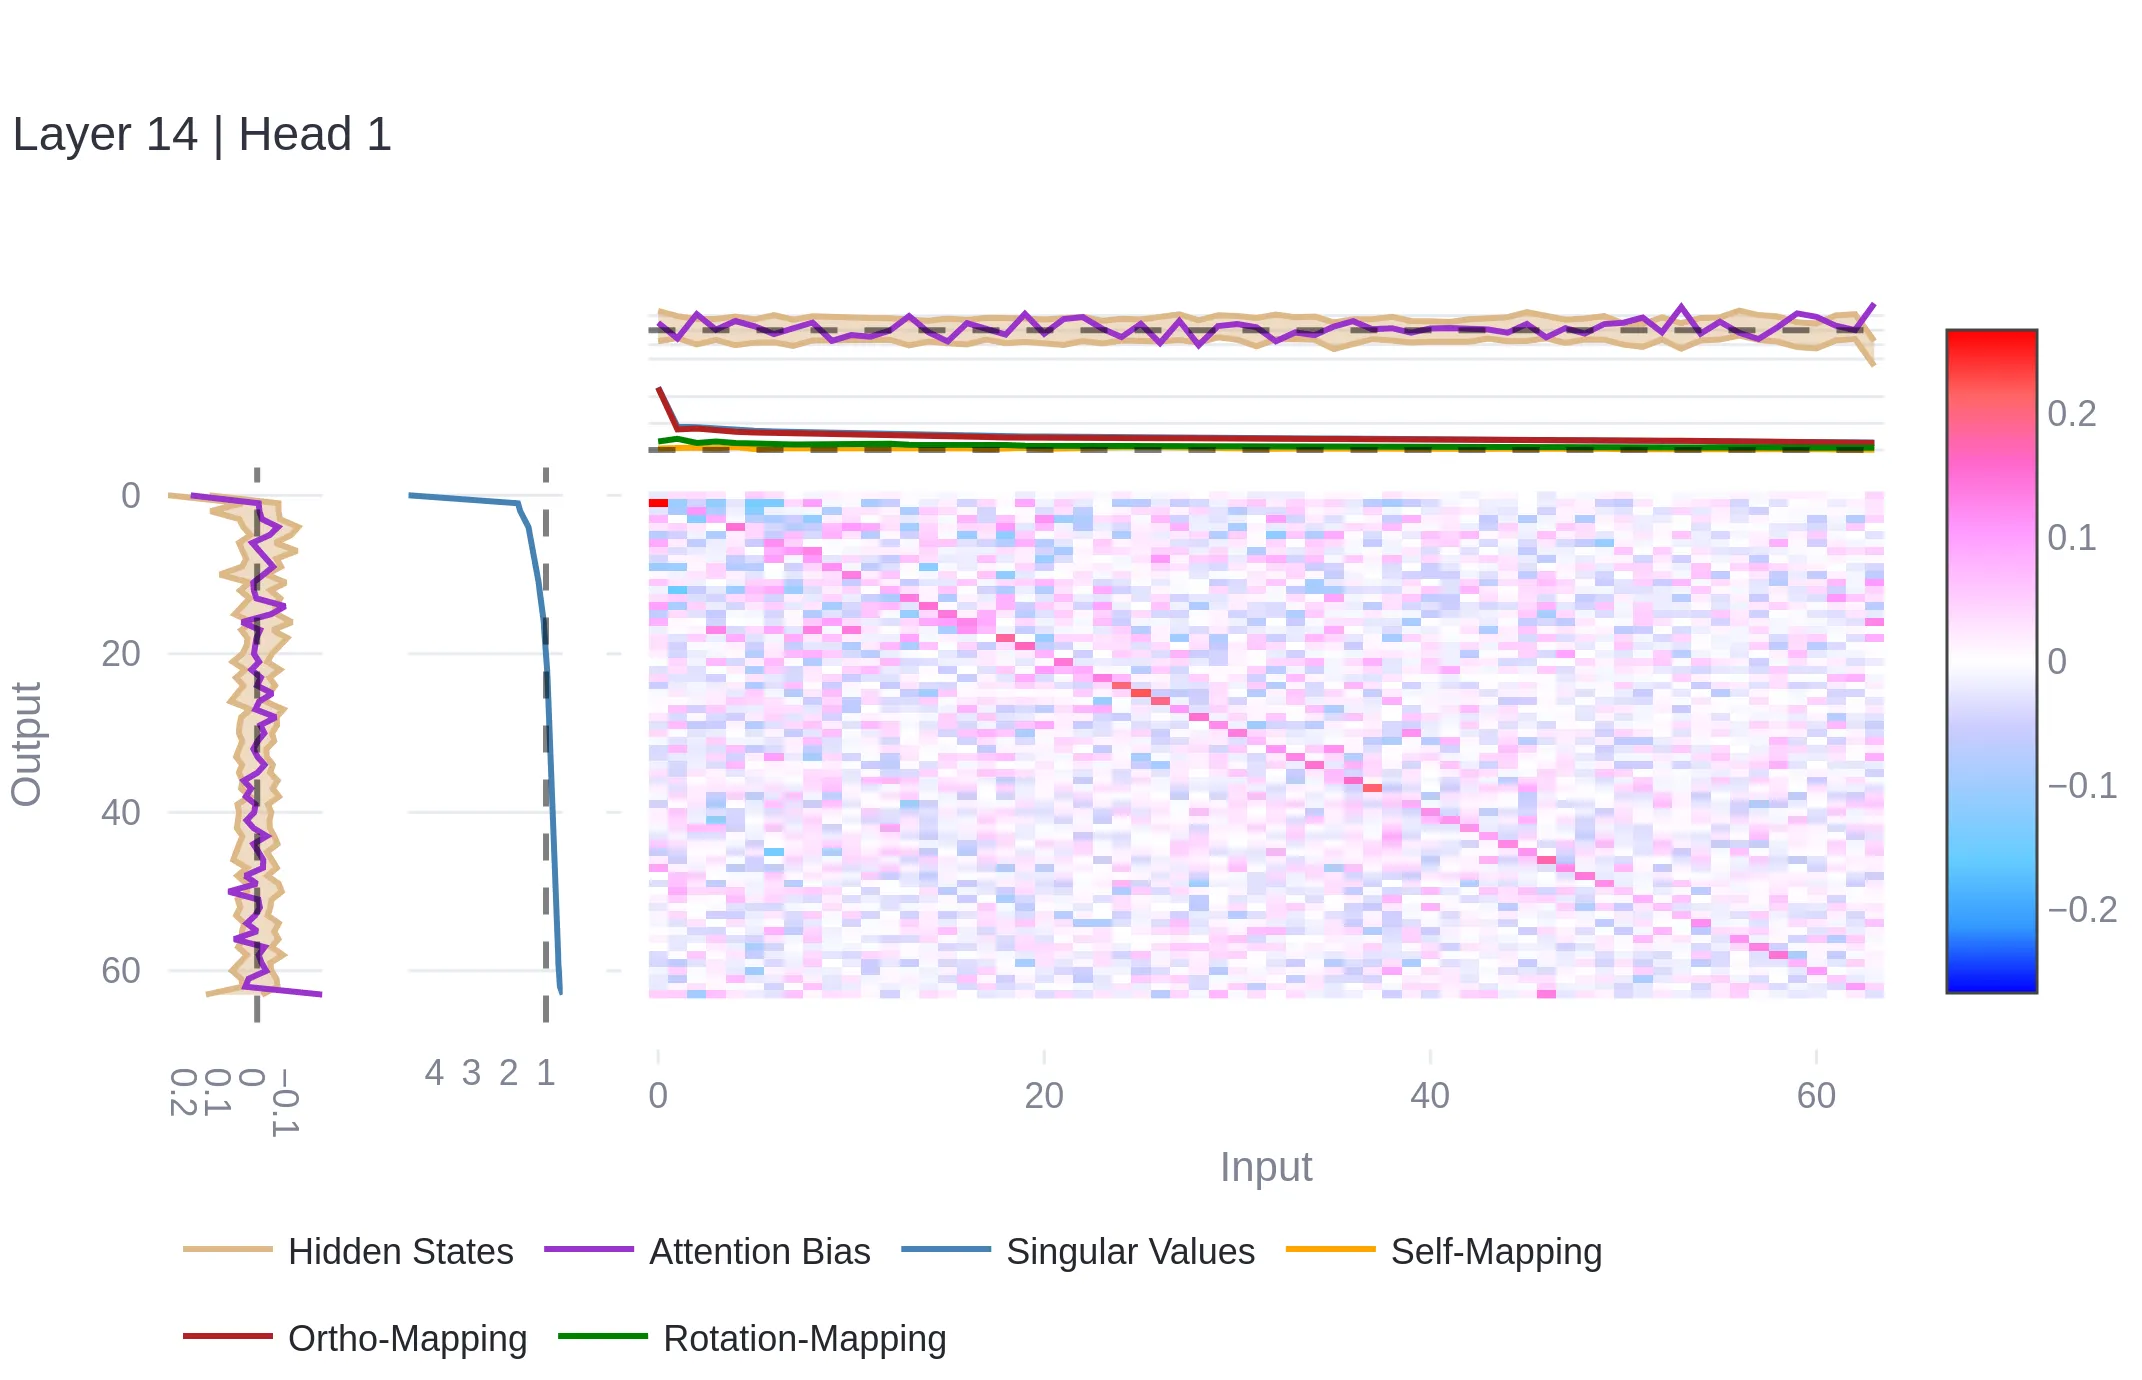 Layer 14 | Head 1
0
20
40
60
Output
0.2
0.1
0
−0.1
4 3 2 1
0 20 40 60
Input
0.2
0.1
0
−0.1
−0.2
Hidden States Attention Bias Singular Values Self-Mapping
Ortho-Mapping Rotation-Mapping